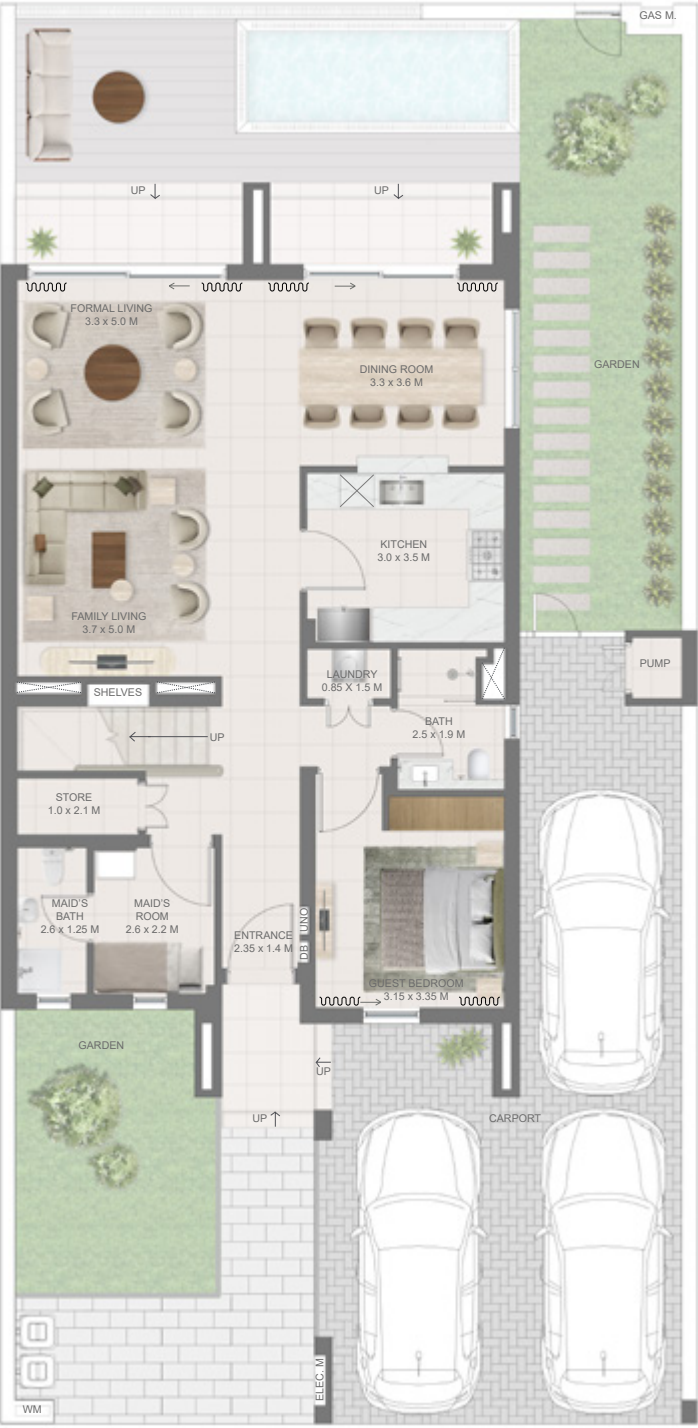 GAS M.
UP
UP
FORMAL LIVING
3.3 x 5.0 M
DINING ROOM
3.3 x 3.6 M
GARDEN
KITCHEN
3.0 x 3.5 M
FAMILY LIVING
3.7 x 5.0 M
PUMP
LAUNDRY
0.85 X 1.5 M
SHELVES
BATH
2.5 x 1.9 M
UP
STORE
1.0 x 2.1 M
MAID'S
BATH
2.6 x 1.25 M
MAID'S
ROOM
2.6 x 2.2 M
ENTRANCE
2.35 x 1.4 M
DB
UNO
GUEST BEDROOM
3.15 x 3.35 M
GARDEN
UP
UP
CARPORT
ELEC. M
WM